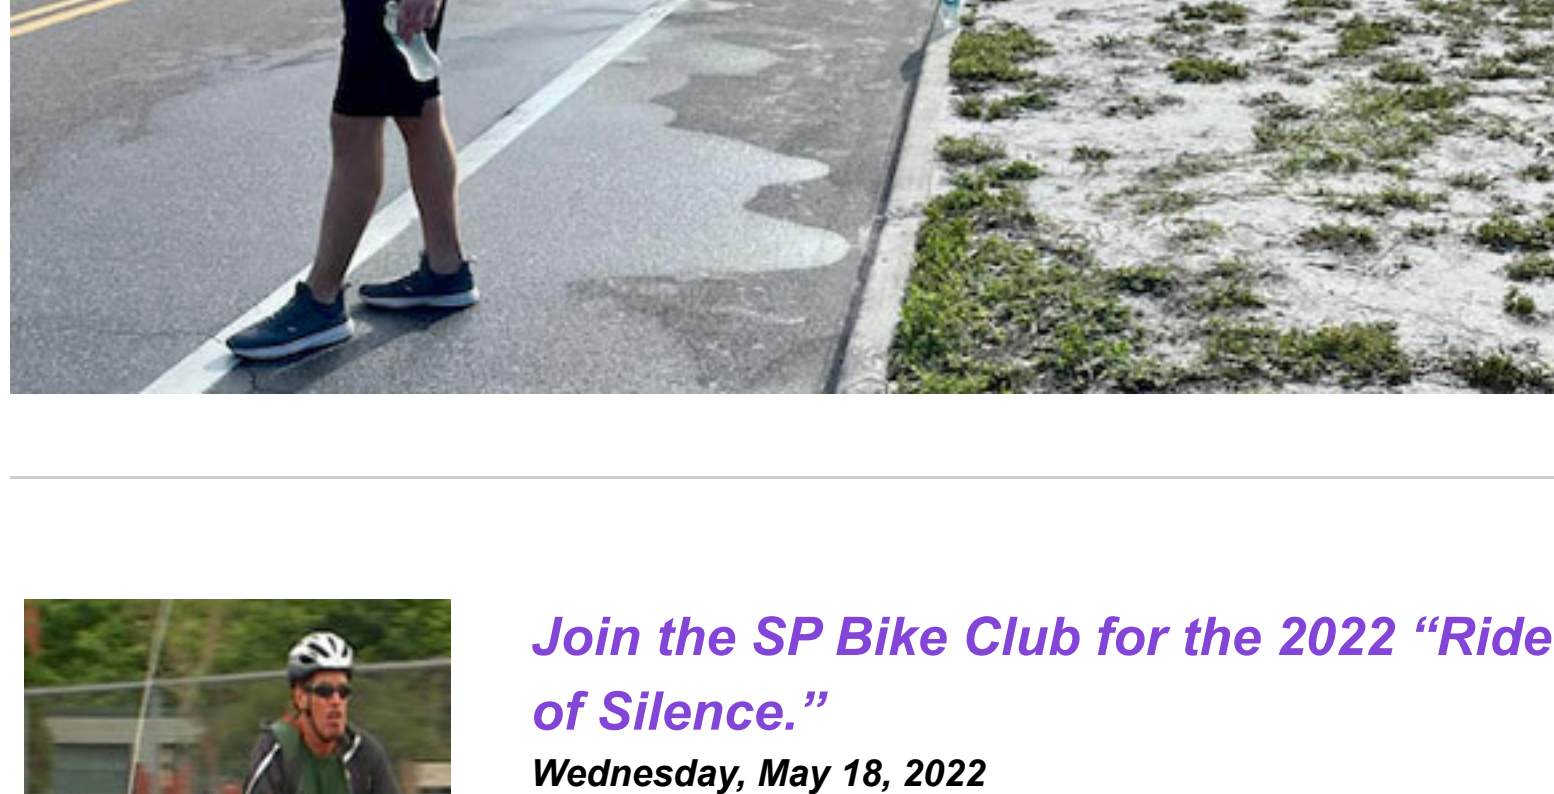 Join the SP Bike Club for the 2022 “Ride
of Silence.”
Wednesday, May 18, 2022